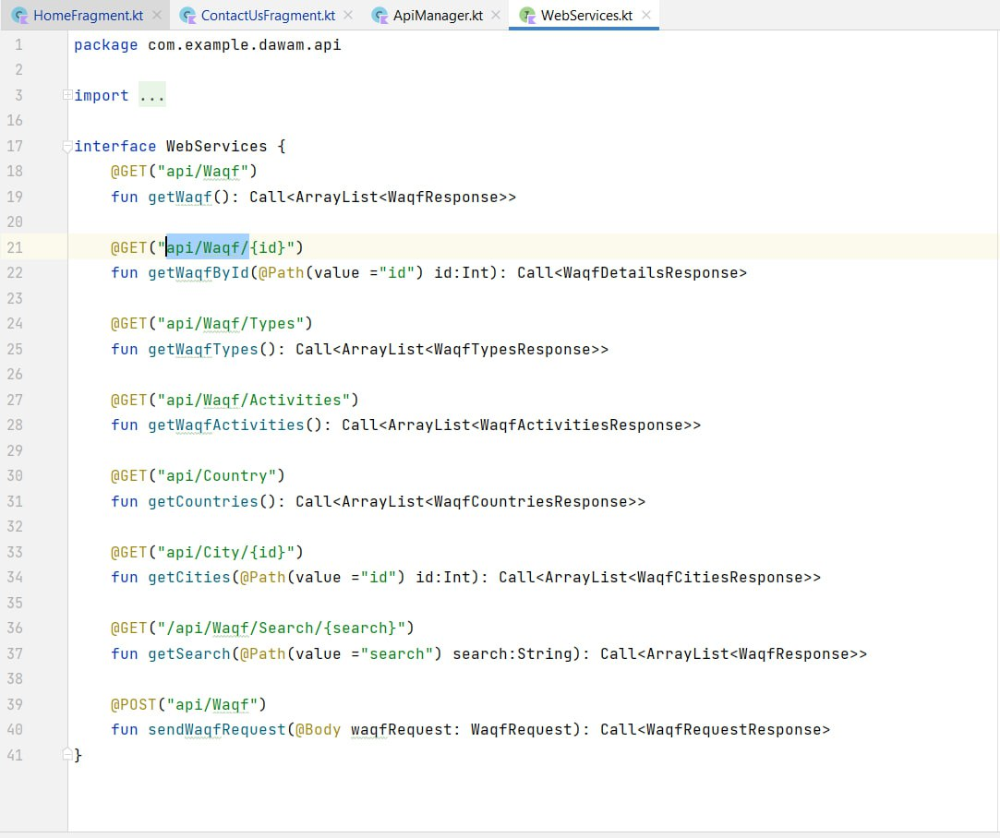 HomeFragment.kt ContactUsFragment.kt ApiManager.kt WebServices.kt
1 package com.example.dawam.api
2
3 import ...
16
17 interface WebServices {
18 @GET("api/Waqf")
19 fun getWaqf(): Call<ArrayList<WaqfResponse>>
20
21 @GET("api/Waqf/{id}")
22 fun getWaqfById(@Path(value ="id") id:Int): Call<WaqfDetailsResponse>
23
24 @GET("api/Waqf/Types")
25 fun getWaqfTypes(): Call<ArrayList<WaqfTypesResponse>>
26
27 @GET("api/Waqf/Activities")
28 fun getWaqfActivities(): Call<ArrayList<WaqfActivitiesResponse>>
29
30 @GET("api/Country")
31 fun getCountries(): Call<ArrayList<WaqfCountriesResponse>>
32
33 @GET("api/City/{id}")
34 fun getCities(@Path(value ="id") id:Int): Call<ArrayList<WaqfCitiesResponse>>
35
36 @GET("/api/Waqf/Search/{search}")
37 fun getSearch(@Path(value ="search") search:String): Call<ArrayList<WaqfResponse>>
38
39 @POST("api/Waqf")
40 fun sendWaqfRequest(@Body waqfRequest: WaqfRequest): Call<WaqfRequestResponse>
41 }